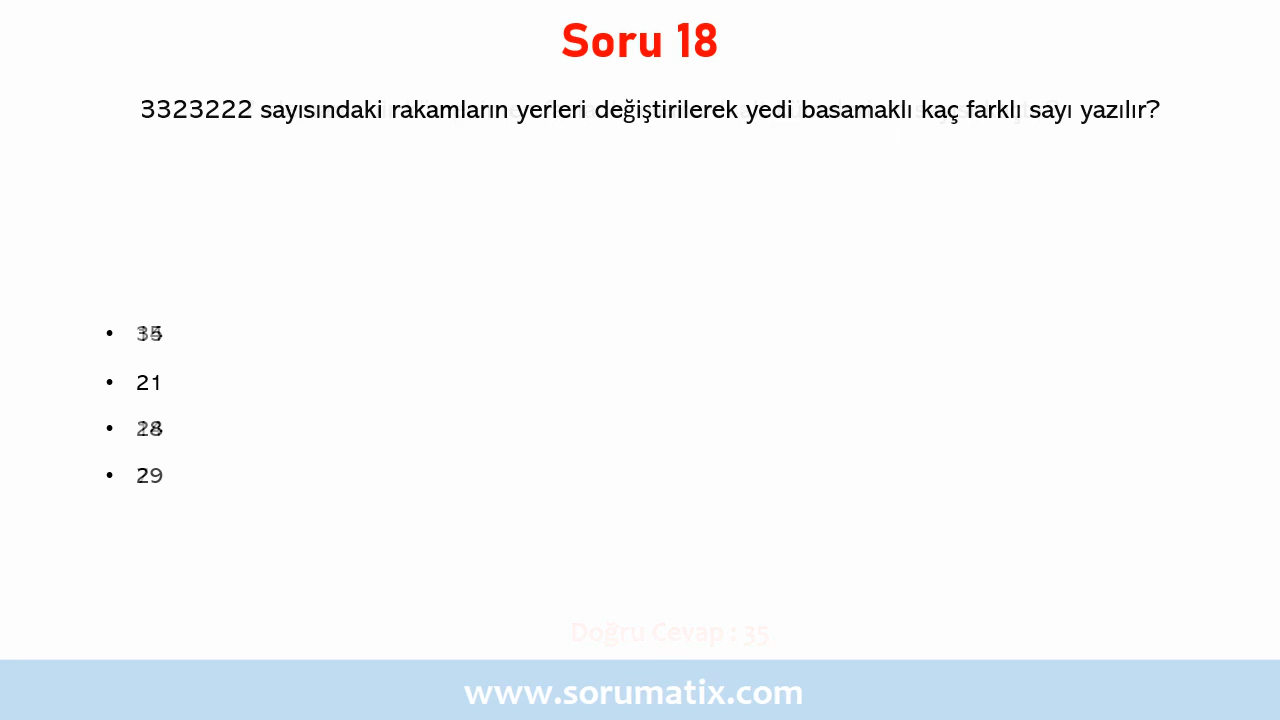 Soru 18
3323222 sayısındaki rakamların yerleri değiştirilerek yedi basamaklı kaç farklı sayı yazılır?
• 35
• 21
•
• 29
Doğru Cevap : 35
www.sorumatix.com